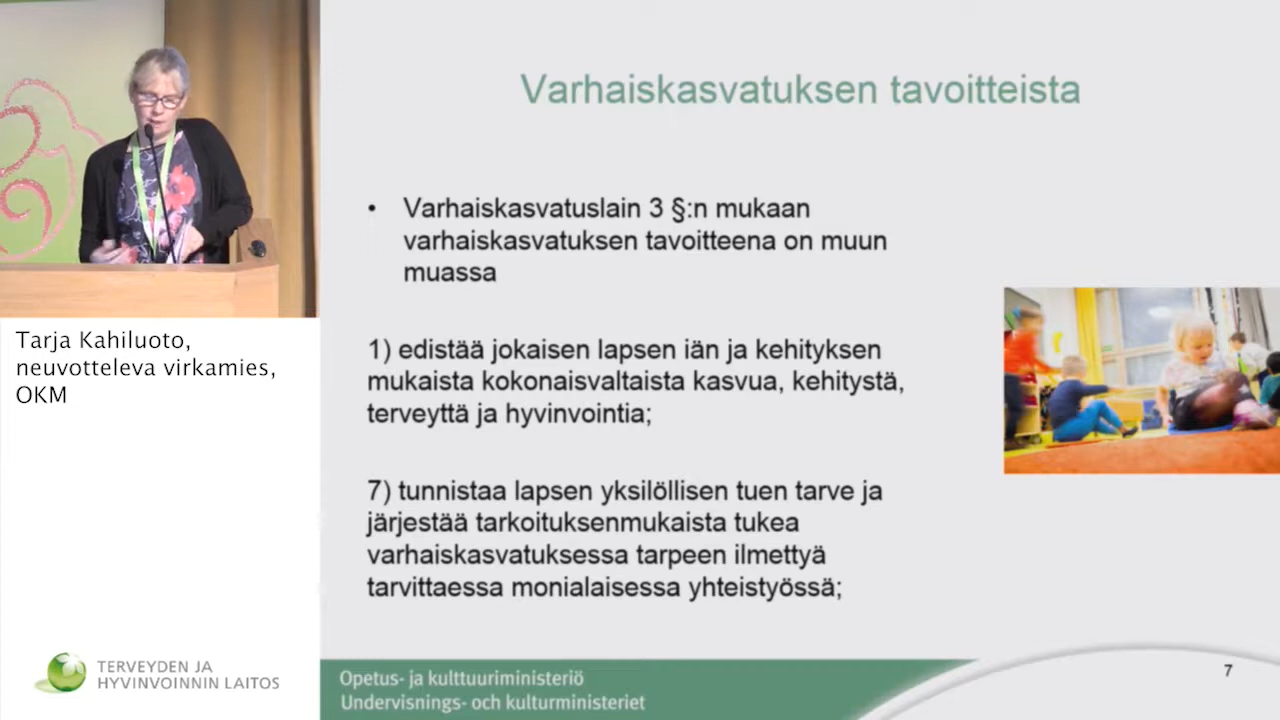 Varhaiskasvatuksen tavoitteista
• Varhaiskasvatuslain 3 §:n mukaan
varhaiskasvatuksen tavoitteena on muun
muassa
1) edistää jokaisen lapsen iän ja kehityksen
mukaista kokonaisvaltaista kasvua, kehitystä,
terveyttä ja hyvinvointia;
7) tunnistaa lapsen yksilöllisen tuen tarve ja
järjestää tarkoituksenmukaista tukea
varhaiskasvatuksessa tarpeen ilmettyä
tarvittaessa monialaisessa yhteistyössä;
Tarja Kahiluoto,
neuvotteleva virkamies,
OKM
TERVEYDEN JA
HYVINVOINNIN LAITOS
Opetus- ja kulttuuriministeriö
Undervisnings- och kulturministeriet
7